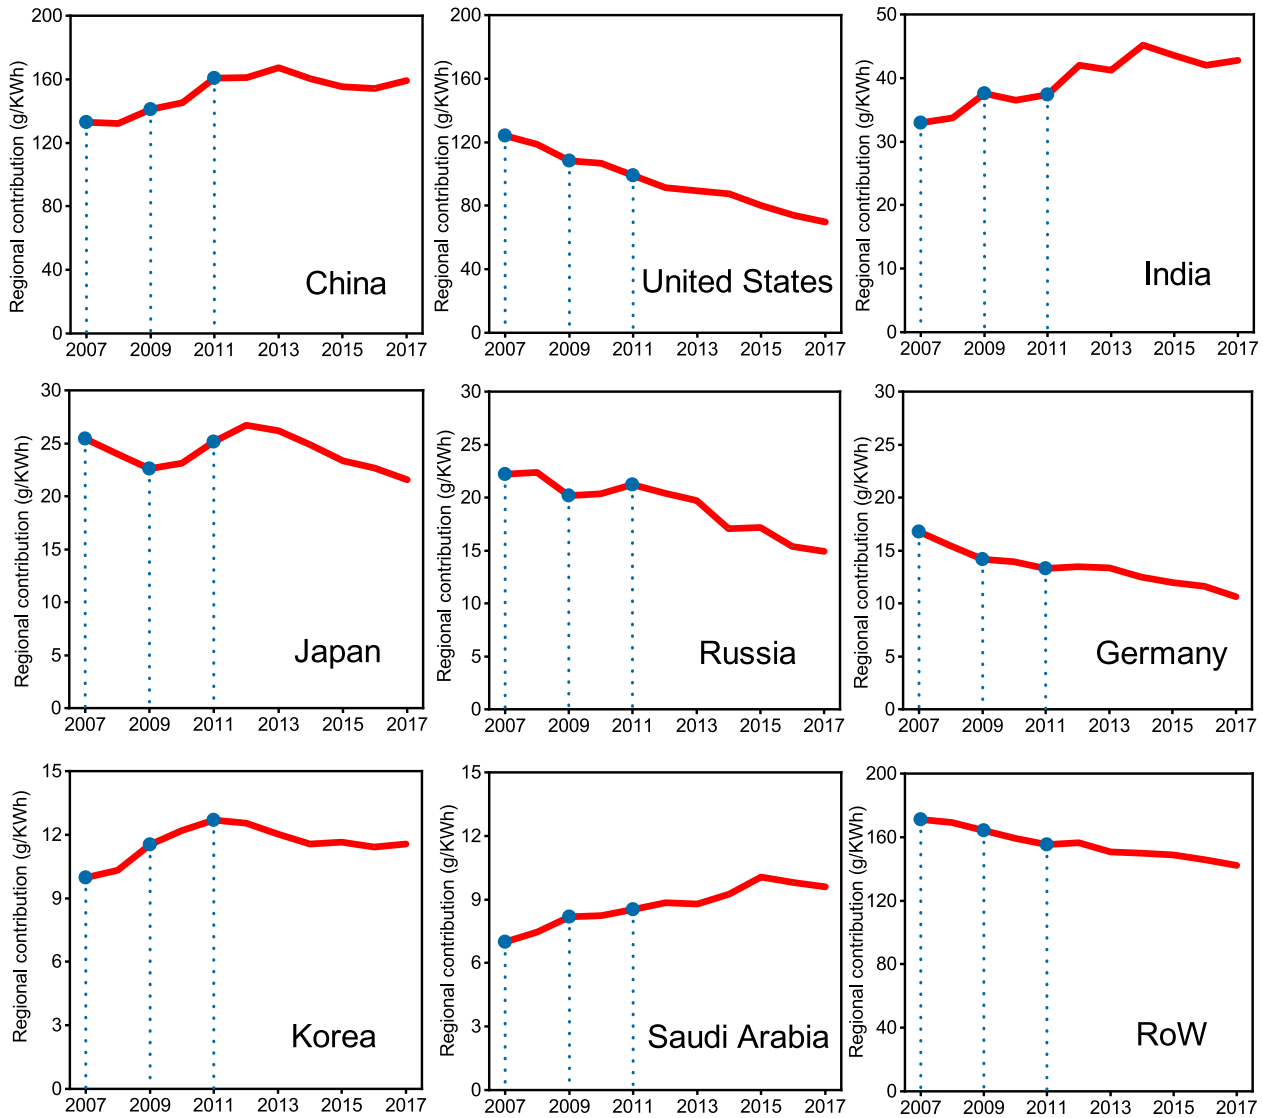 Regional contribution (g/KWh)
200
160
120
80
40
0
China
2007 2009 2011 2013 2015 2017
Regional contribution (g/KWh)
200
160
120
80
40
0
United States
2007 2009 2011 2013 2015 2017
Regional contribution (g/KWh)
50
40
30
20
10
0
India
2007 2009 2011 2013 2015 2017
Regional contribution (g/KWh)
30
25
20
15
10
5
0
Japan
2007 2009 2011 2013 2015 2017
Regional contribution (g/KWh)
30
25
20
15
10
5
0
Russia
2007 2009 2011 2013 2015 2017
Regional contribution (g/KWh)
30
25
20
15
10
5
0
Germany
2007 2009 2011 2013 2015 2017
Regional contribution (g/KWh)
15
12
9
6
3
0
Korea
2007 2009 2011 2013 2015 2017
Regional contribution (g/KWh)
15
12
9
6
3
0
Saudi Arabia
2007 2009 2011 2013 2015 2017
Regional contribution (g/KWh)
200
160
120
80
40
0
RoW
2007 2009 2011 2013 2015 2017